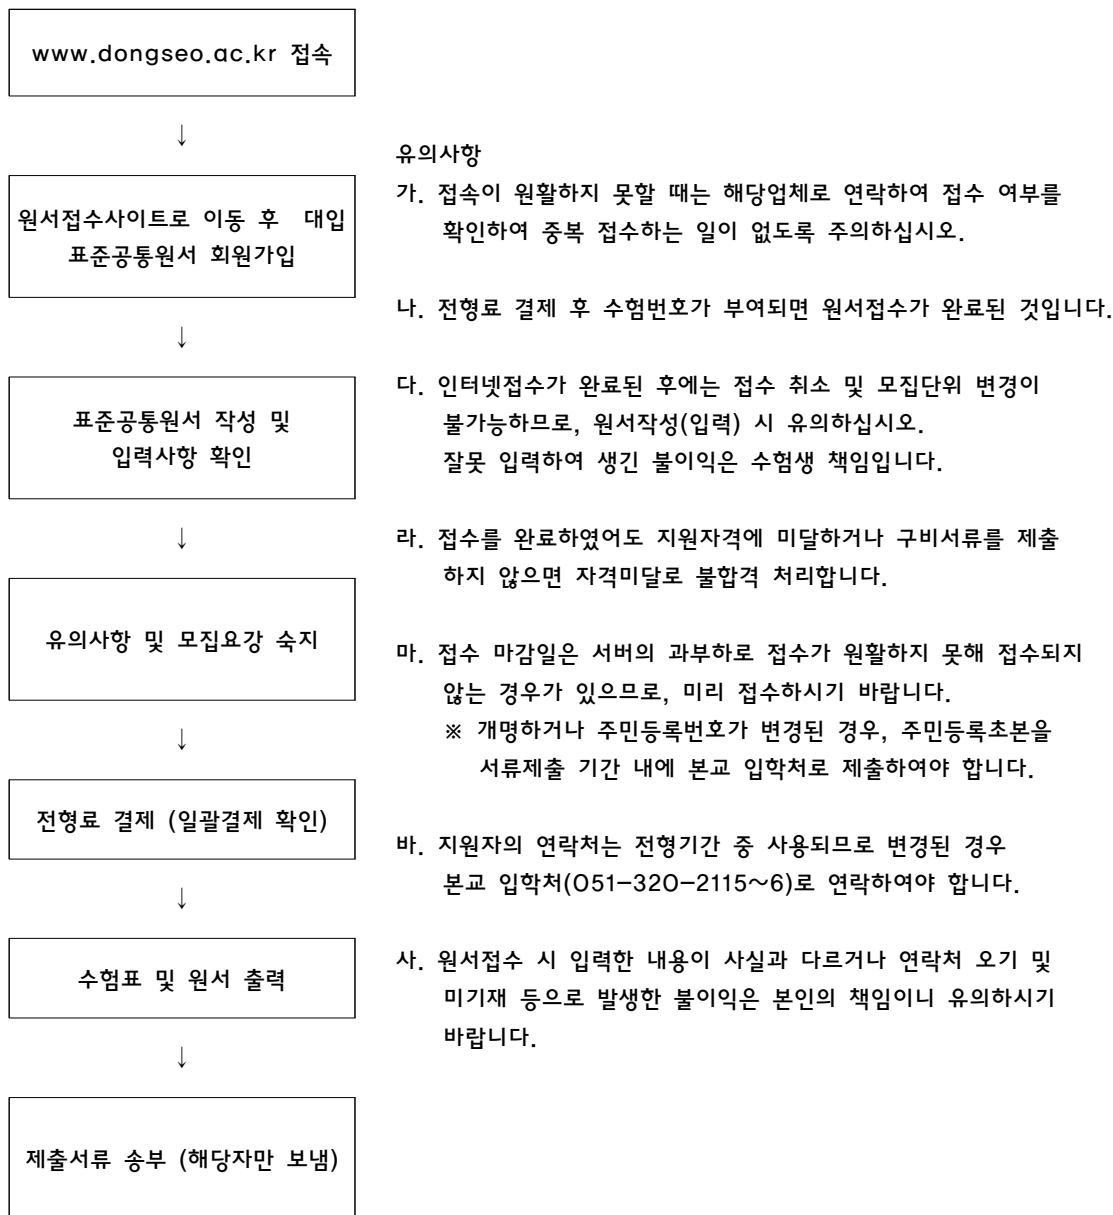 www.dongseo.ac.kr 접속
↓
원서접수사이트로 이동 후 대입
표준공통원서 회원가입
↓
표준공통원서 작성 및
입력사항 확인
↓
유의사항 및 모집요강 숙지
↓
전형료 결제 (일괄결제 확인)
↓
수험표 및 원서 출력
↓
제출서류 송부 (해당자만 보냄)
유의사항
가. 접속이 원활하지 못할 때는 해당업체로 연락하여 접수 여부를
확인하여 중복 접수하는 일이 없도록 주의하십시오.
나. 전형료 결제 후 수험번호가 부여되면 원서접수가 완료된 것입니다.
다. 인터넷접수가 완료된 후에는 접수 취소 및 모집단위 변경이
불가능하므로, 원서작성(입력) 시 유의하십시오.
잘못 입력하여 생긴 불이익은 수험생 책임입니다.
라. 접수를 완료하였어도 지원자격에 미달하거나 구비서류를 제출
하지 않으면 자격미달로 불합격 처리합니다.
마. 접수 마감일은 서버의 과부하로 접수가 원활하지 못해 접수되지
않는 경우가 있으므로, 미리 접수하시기 바랍니다.
※ 개명하거나 주민등록번호가 변경된 경우, 주민등록초본을
서류제출 기간 내에 본교 입학처로 제출하여야 합니다.
바. 지원자의 연락처는 전형기간 중 사용되므로 변경된 경우
본교 입학처(051-320-2115~6)로 연락하여야 합니다.
사. 원서접수 시 입력한 내용이 사실과 다르거나 연락처 오기 및
미기재 등으로 발생한 불이익은 본인의 책임이니 유의하시기
바랍니다.